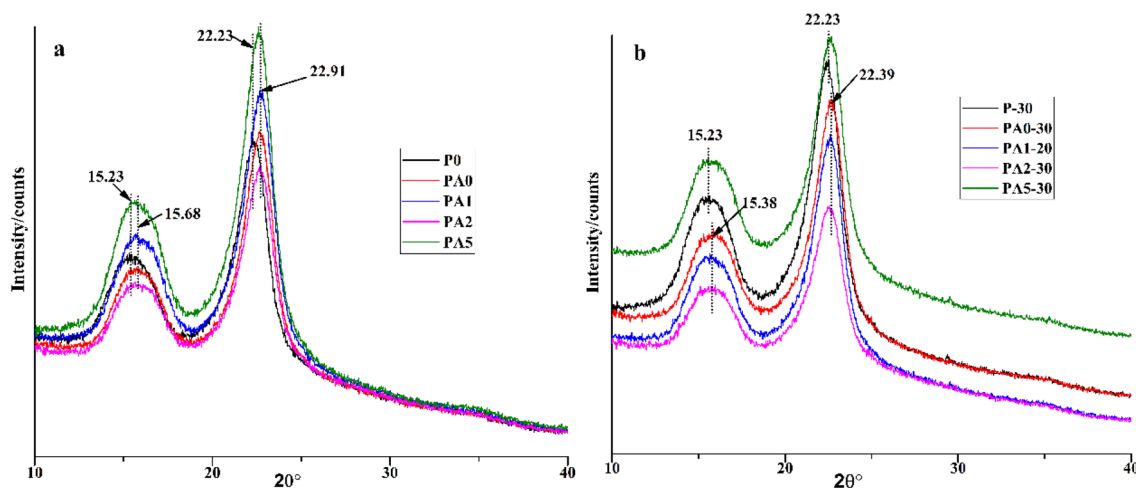 a
22.23
22.91
15.23
15.68
P0
PA0
PA1
PA2
PA5
Intensity/counts
10
20
30
40
2θ°
b
22.23
22.39
15.23
15.38
P-30
PA0-30
PA1-20
PA2-30
PA5-30
Intensity/counts
10
20
30
40
2θ°